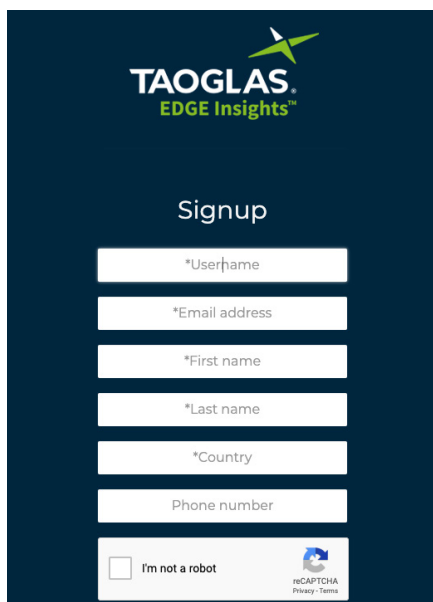 TAOGLAS®
EDGE Insights™
Signup
*Username
*Email address
*First name
*Last name
*Country
Phone number
I'm not a robot
reCAPTCHA
Privacy - Terms